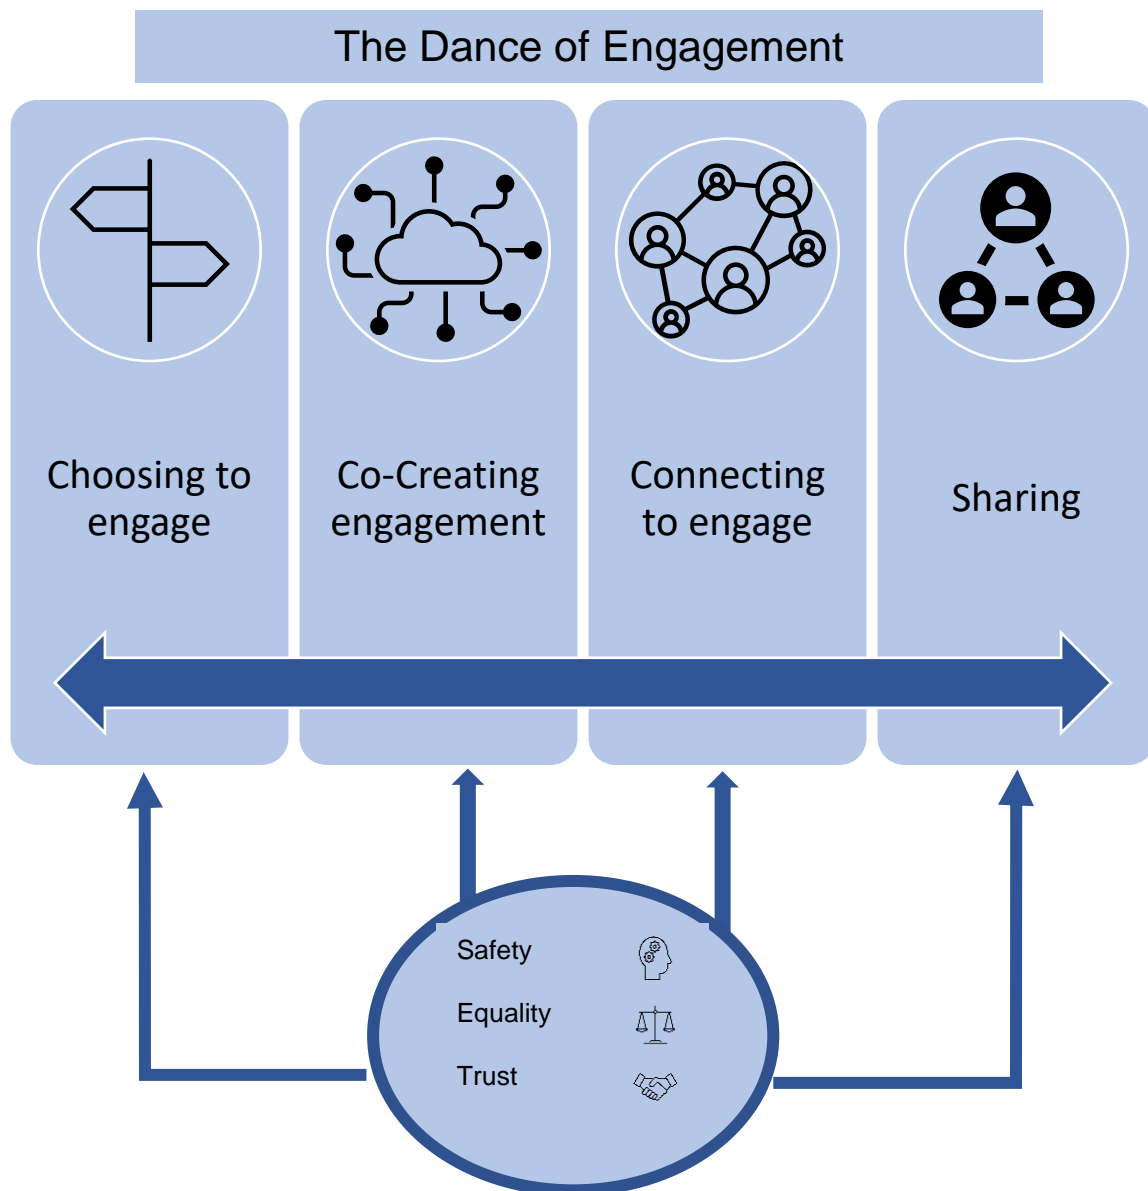 The Dance of Engagement
Choosing to
engage
Co-Creating
engagement
Connecting
to engage
Sharing
Safety
Equality
Trust